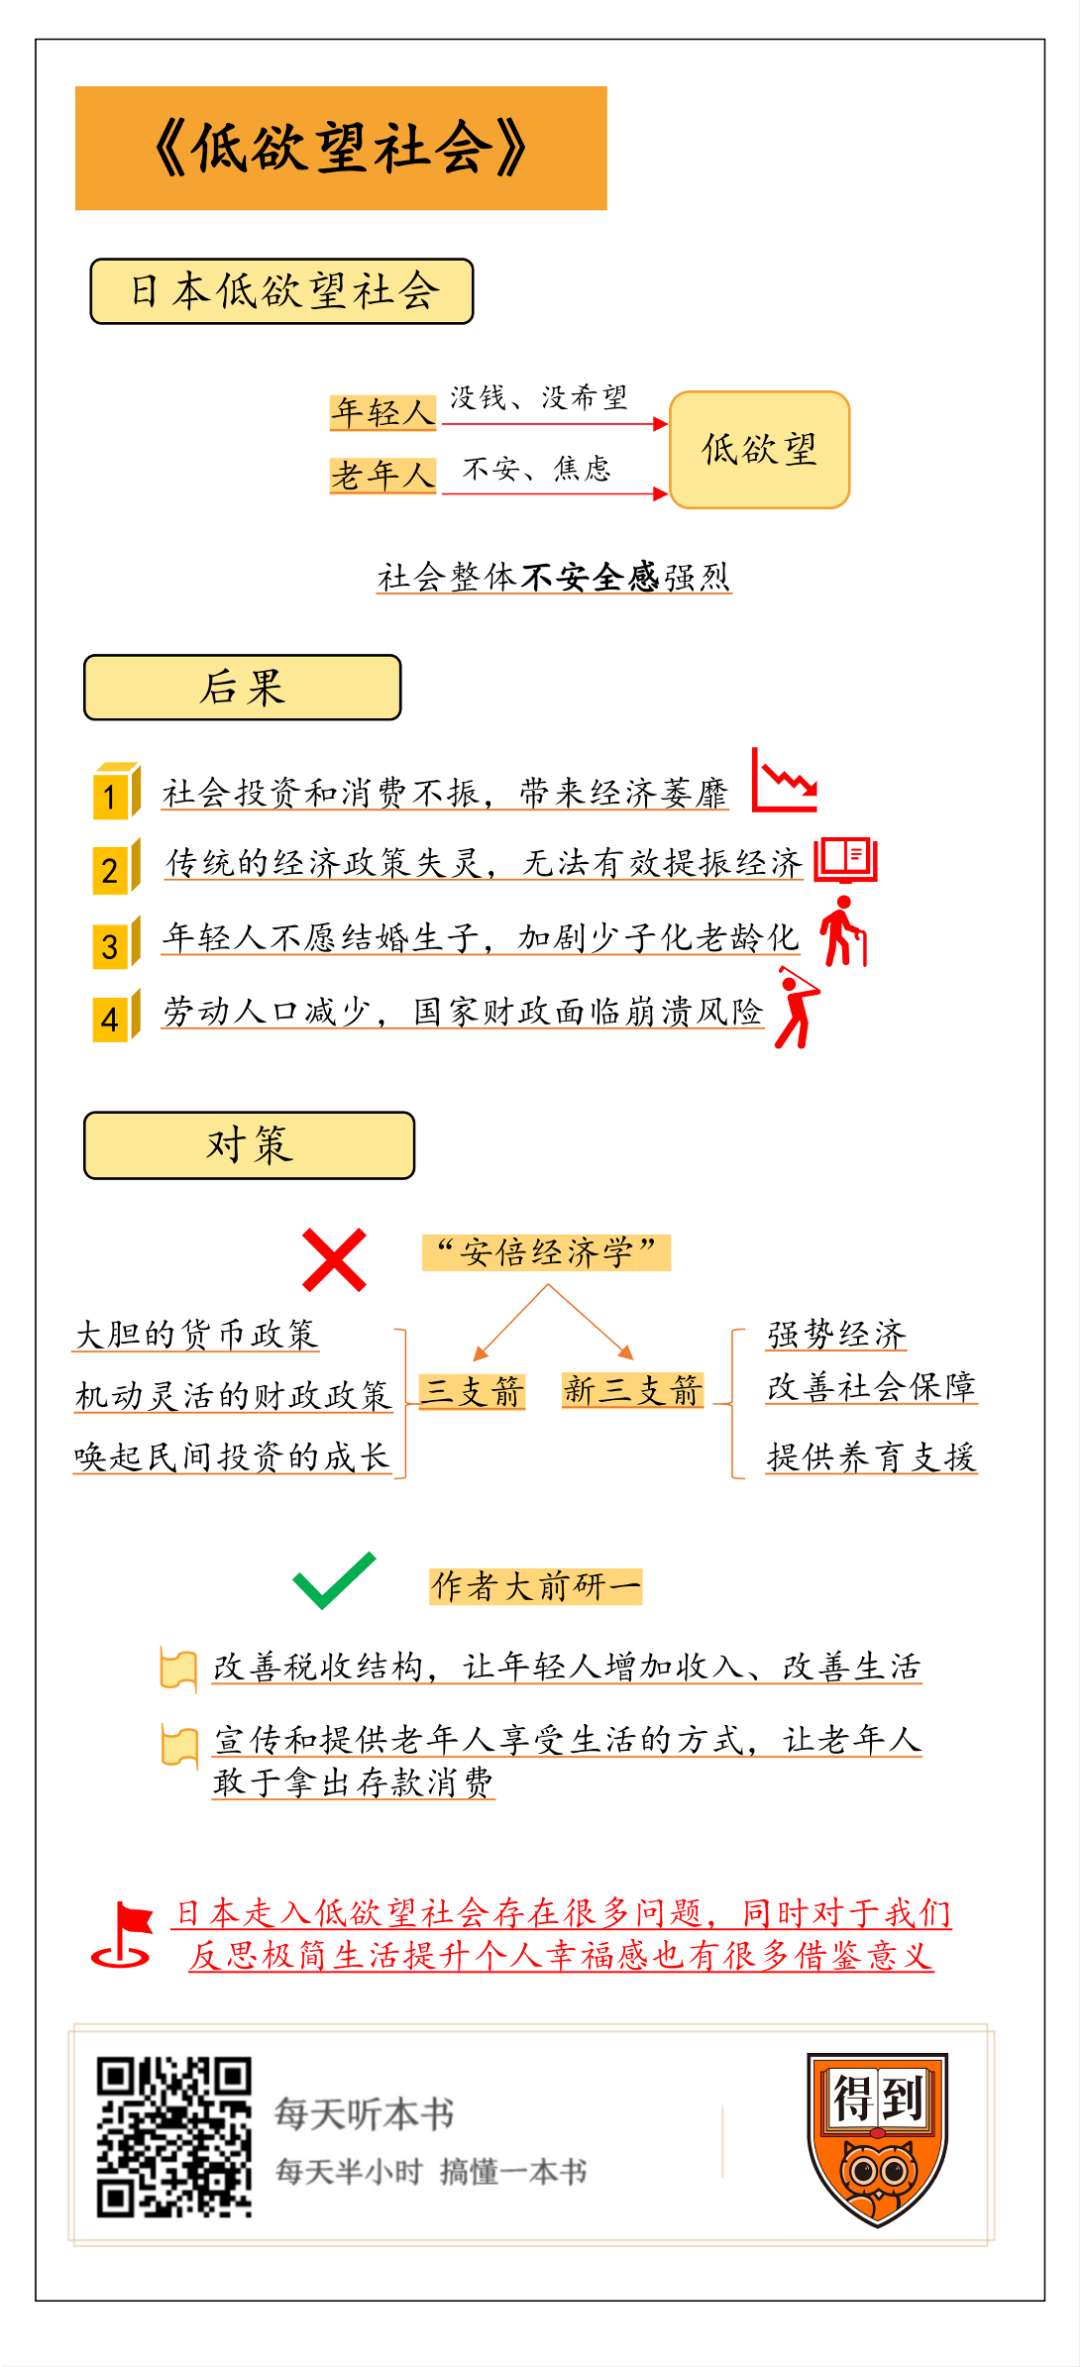 《低欲望社会》
日本低欲望社会
年轻人
没钱、没希望
老年人
不安、焦虑
低欲望
社会整体不安全感强烈
后果
1 社会投资和消费不振，带来经济萎靡
2 传统的经济政策失灵，无法有效提振经济
3 年轻人不愿结婚生子，加剧少子化老龄化
4 劳动人口减少，国家财政面临崩溃风险
对策
“安倍经济学”
大胆的货币政策
机动灵活的财政政策
唤起民间投资的成长
三支箭
新三支箭
强势经济
改善社会保障
提供养育支援
作者大前研一
改善税收结构，让年轻人增加收入、改善生活
宣传和提供老年人享受生活的方式，让老年人
敢于拿出存款消费
日本走入低欲望社会存在很多问题，同时对于我们
反思极简生活提升个人幸福感也有很多借鉴意义
每天听本书
每天半小时 搞懂一本书
得到